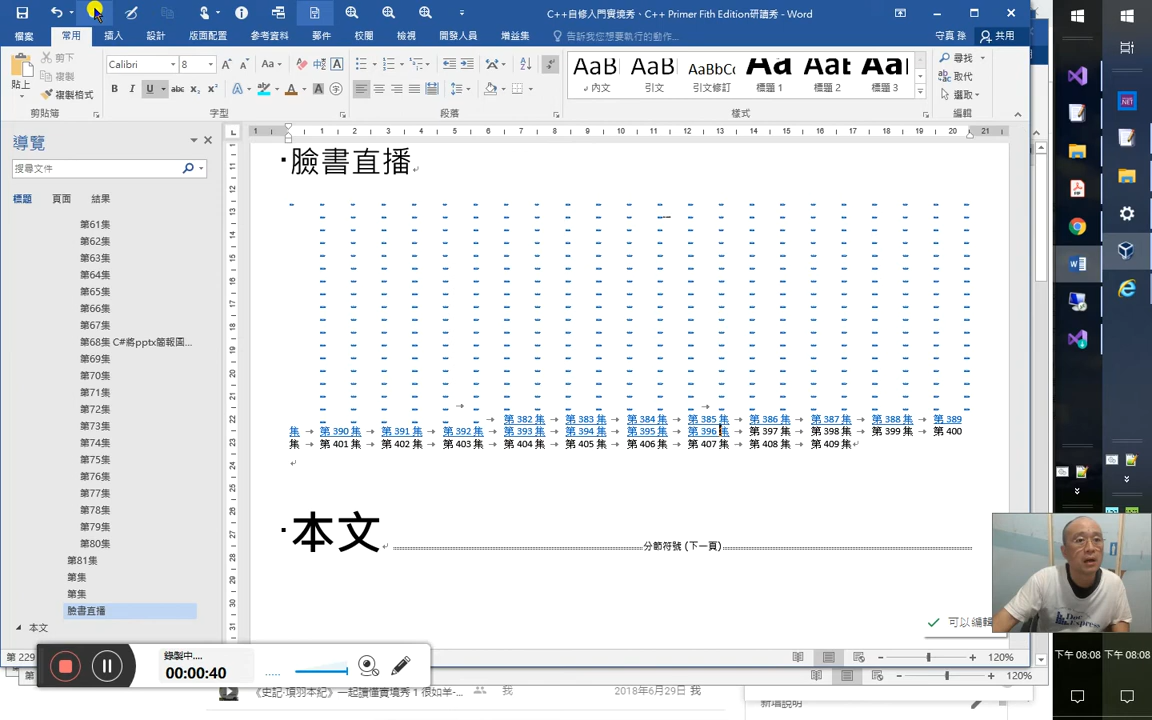 C++自修入門實境秀、C++ Primer Fith Edition研讀秀 - Word
檔案 常用 插入 設計 版面配置 參考資料 郵件 校閱 檢視 開發人員 增益集 告訴我您想要執行的動作... 守真 孫 共用
貼上 剪下 複製 複製格式
Calibri 8
AaB AaB AaBbCc AaB AaBb AaB
內文 引文 引文修訂 標題 1 標題 2 標題 3
尋找 取代 選取
剪貼簿 字型 段落 樣式 編輯
導覽
搜尋文件
標題 頁面 結果
第61集
第62集
第63集
第64集
第65集
第66集
第67集
第68集 C#將pptx簡報圖...
第69集
第70集
第71集
第72集
第73集
第74集
第75集
第76集
第77集
第78集
第79集
第80集
第81集
第集
第集
臉書直播
本文
臉書直播
第 382 集 第 383 集 第 384 集 第 385 集 第 386 集 第 387 集 第 388 集 第 389
集 第 390 集 第 391 集 第 392 集 第 393 集 第 394 集 第 395 集 第 396 集 第 397 集 第 398 集 第 399 集 第 400
集 第 401 集 第 402 集 第 403 集 第 404 集 第 405 集 第 406 集 第 407 集 第 408 集 第 409 集
本文
分節符號 (下一頁)
可以編輯
第 229
120%
錄製中....
00:00:40
120%
《史記·項羽本紀》一起讀懂實境秀 1 很如羊-... 我 2018年6月29日 我
新增說明
下午 08:08 下午 08:08